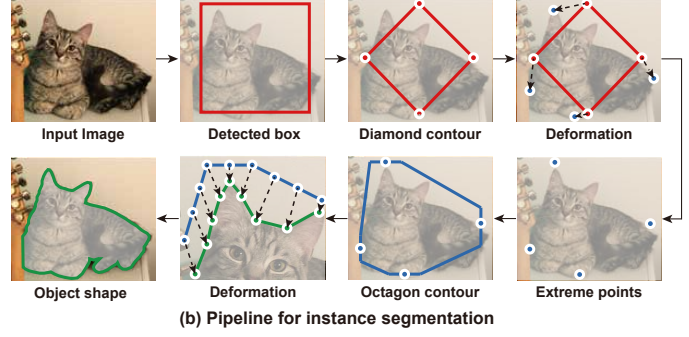 Input Image
Detected box
Diamond contour
Deformation
Object shape
Deformation
Octagon contour
Extreme points
(b) Pipeline for instance segmentation